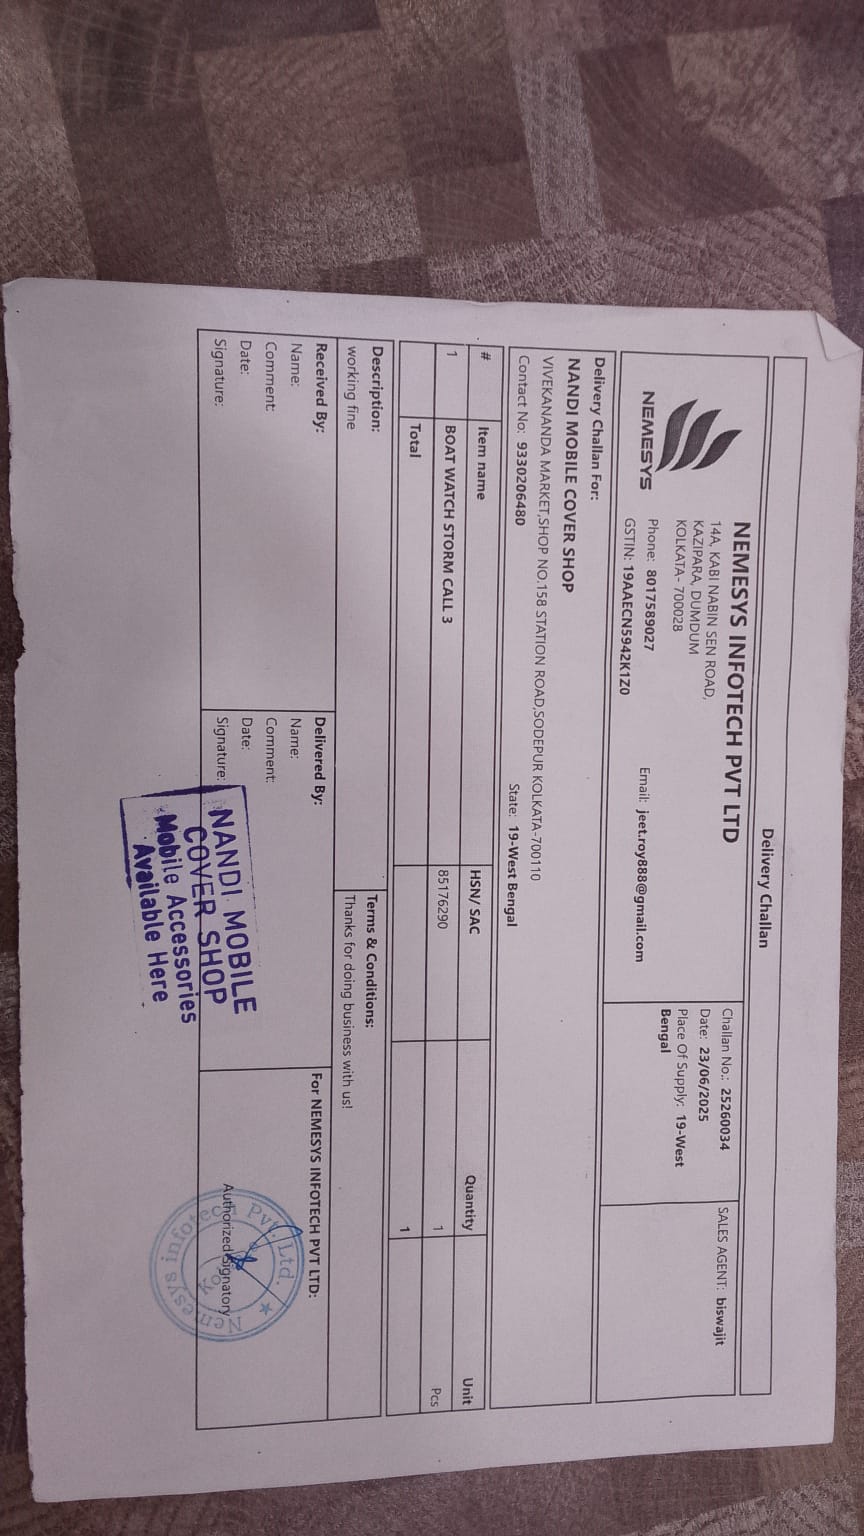 Delivery Challan
NEMESYS
NEMESYS INFOTECH PVT LTD
14A, KABI NABIN SEN ROAD,
KAZIPARA, DUMDUM
KOLKATA- 700028
Phone: 8017589027 Email: jeet.roy888@gmail.com
GSTIN: 19AAECN5942K1Z0
Challan No.: 25260034
Date: 23/06/2025
Place Of Supply: 19-West
Bengal
SALES AGENT: biswajit
Delivery Challan For:
NANDI MOBILE COVER SHOP
VIVEKANANDA MARKET,SHOP NO.158 STATION ROAD,SODEPUR KOLKATA-700110
Contact No: 9330206480 State: 19-West Bengal
# Item name HSN/ SAC Quantity Unit
1 BOAT WATCH STORM CALL 3 85176290 1 Pcs
Total 1
Description:
working fine
Terms & Conditions:
Thanks for doing business with us!
Received By:
Name:
Comment:
Date:
Signature:
Delivered By:
Name:
Comment:
Date:
Signature:
NANDI MOBILE
COVER SHOP
Mobile Accessories
Available Here
For NEMESYS INFOTECH PVT LTD:
Authorized Signatory
Nemesys infotech Pvt. Ltd.